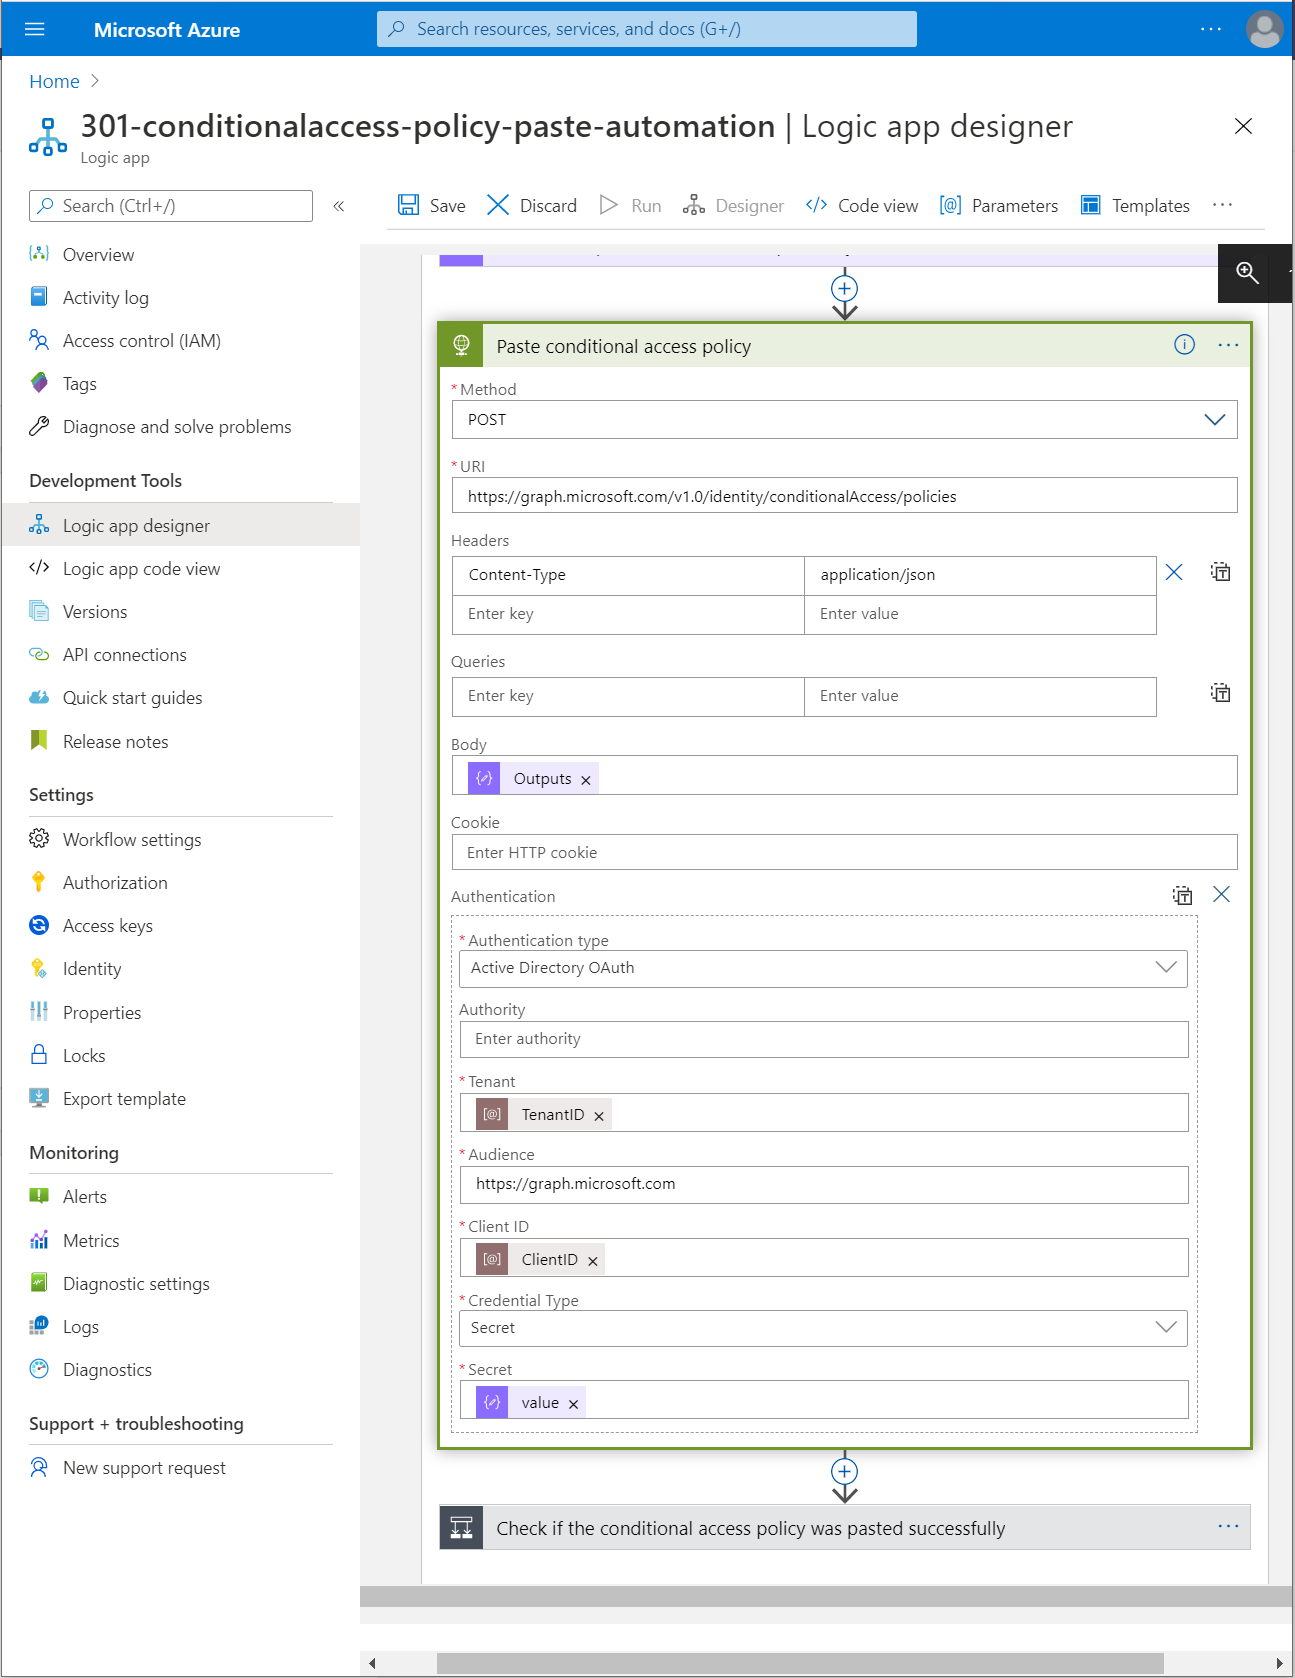 Microsoft Azure
Search resources, services, and docs (G+/)
Home
301-conditionalaccess-policy-paste-automation | Logic app designer
Logic app
Search (Ctrl+/)
«
Save
Discard
Run
Designer
Code view
Parameters
Templates
Overview
Activity log
Access control (IAM)
Tags
Diagnose and solve problems
Development Tools
Logic app designer
Logic app code view
Versions
API connections
Quick start guides
Release notes
Settings
Workflow settings
Authorization
Access keys
Identity
Properties
Locks
Export template
Monitoring
Alerts
Metrics
Diagnostic settings
Logs
Diagnostics
Support + troubleshooting
New support request
Paste conditional access policy
* Method
POST
* URI
https://graph.microsoft.com/v1.0/identity/conditionalAccess/policies
Headers
Content-Type
application/json
Enter key
Enter value
Queries
Enter key
Enter value
Body
Outputs
Cookie
Enter HTTP cookie
Authentication
* Authentication type
Active Directory OAuth
Authority
Enter authority
* Tenant
TenantID
* Audience
https://graph.microsoft.com
* Client ID
ClientID
* Credential Type
Secret
* Secret
value
Check if the conditional access policy was pasted successfully